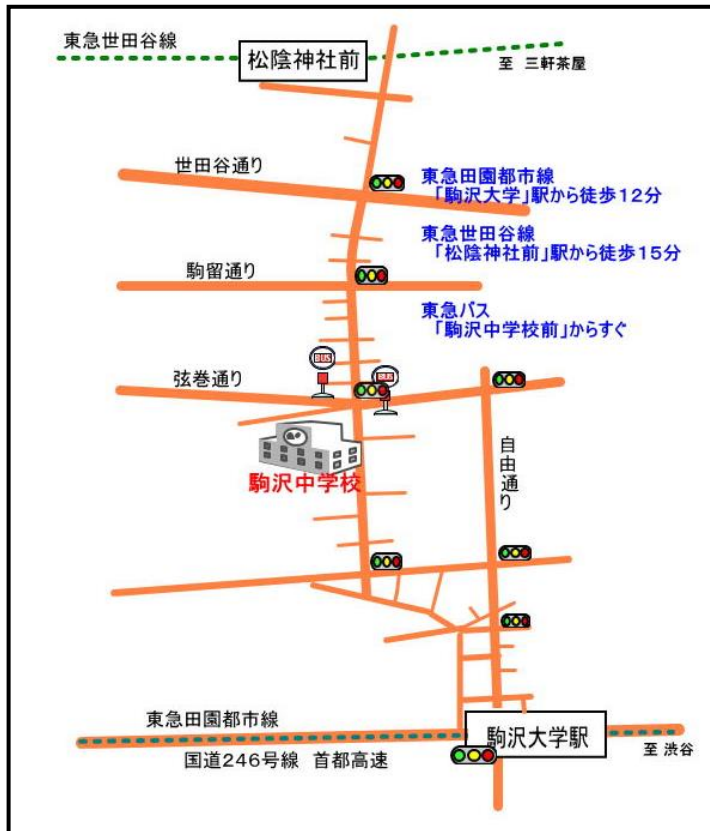 東急世田谷線
松陰神社前
至 三軒茶屋
世田谷通り
東急田園都市線
「駒沢大学」駅から徒歩12分
東急世田谷線
「松陰神社前」駅から徒歩15分
駒留通り
東急バス
「駒沢中学校前」からすぐ
BUS
BUS
弦巻通り
自由通り
駒沢中学校
東急田園都市線
駒沢大学駅
国道246号線 首都高速
至 渋谷